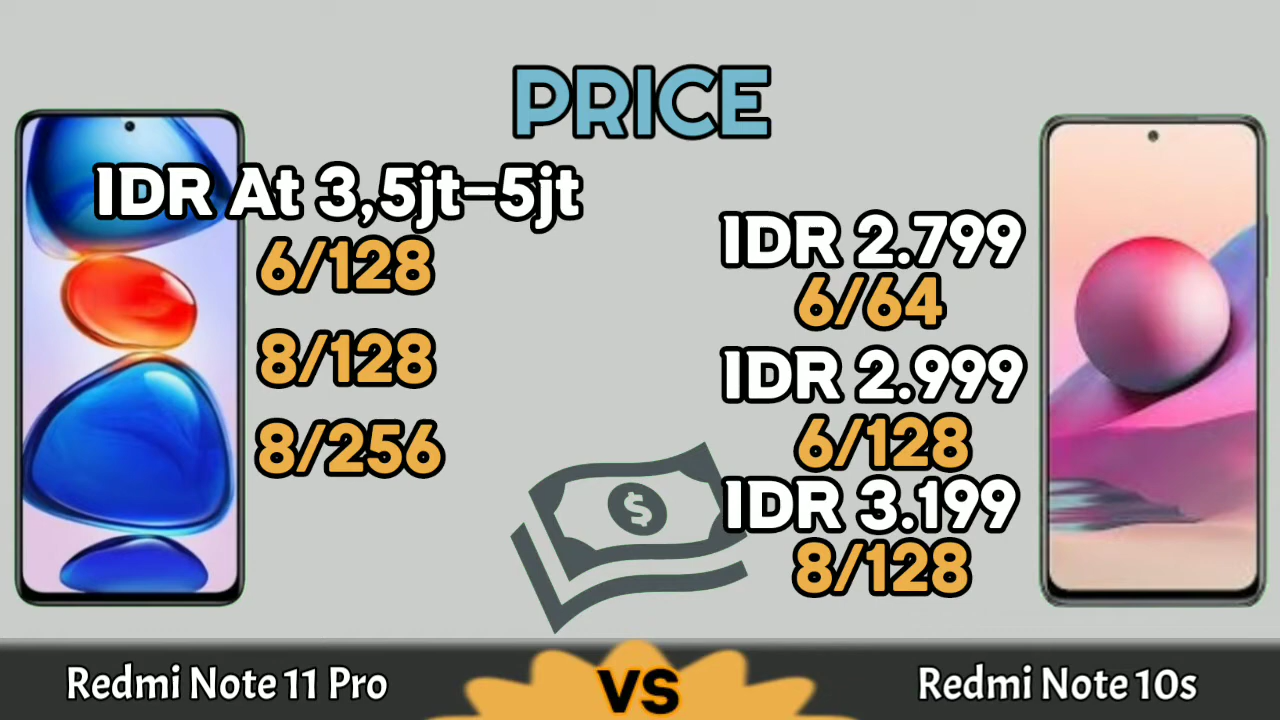 PRICE
IDR At 3,5jt-5jt
6/128
8/128
8/256
IDR 2.799
6/64
IDR 2.999
6/128
IDR 3.199
8/128
$
Redmi Note 11 Pro
VS
Redmi Note 10s